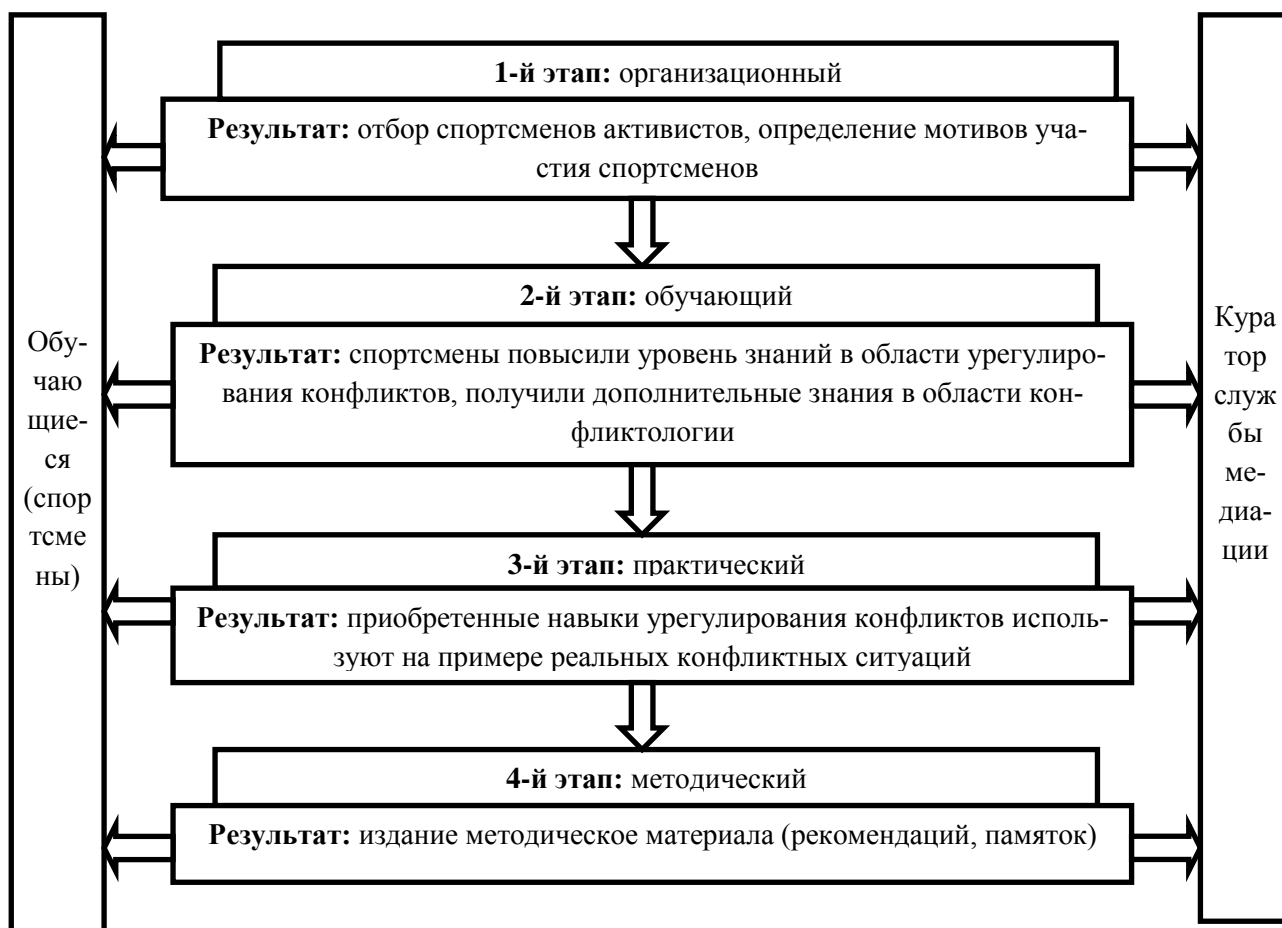 1-й этап: организационный
Результат: отбор спортсменов активистов, определение мотивов уча-
стия спортсменов
2-й этап: обучающий
Результат: спортсмены повысили уровень знаний в области урегулиро-
вания конфликтов, получили дополнительные знания в области кон-
фликтологии
3-й этап: практический
Результат: приобретенные навыки урегулирования конфликтов исполь-
зуют на примере реальных конфликтных ситуаций
4-й этап: методический
Результат: издание методическое материала (рекомендаций, памяток)
Обу-
чаю
щие-
ся
(спор
тсме
ны)
Кура
тор
служ
бы
ме-
диа-
ции